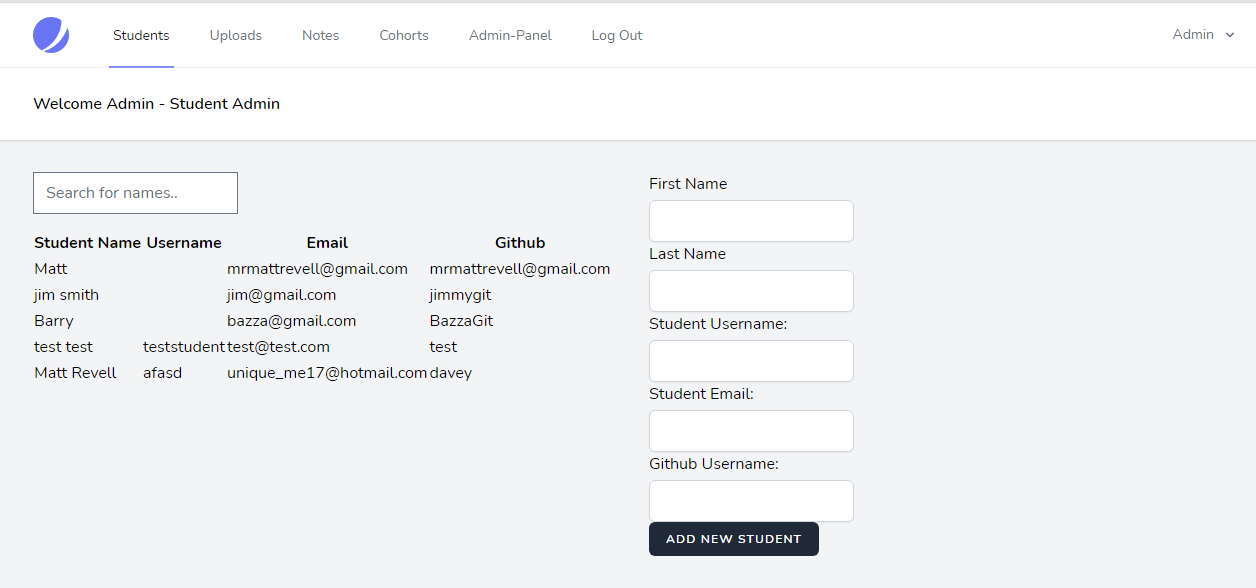 Students Uploads Notes Cohorts Admin-Panel Log Out Admin
Welcome Admin - Student Admin
Search for names..
Student Name Username Email Github
Matt mrmattrevell@gmail.com mrmattrevell@gmail.com
jim smith jim@gmail.com jimmygit
Barry bazza@gmail.com BazzaGit
test test teststudent test@test.com test
Matt Revell afasd unique_me17@hotmail.com davey
First Name
Last Name
Student Username:
Student Email:
Github Username:
ADD NEW STUDENT